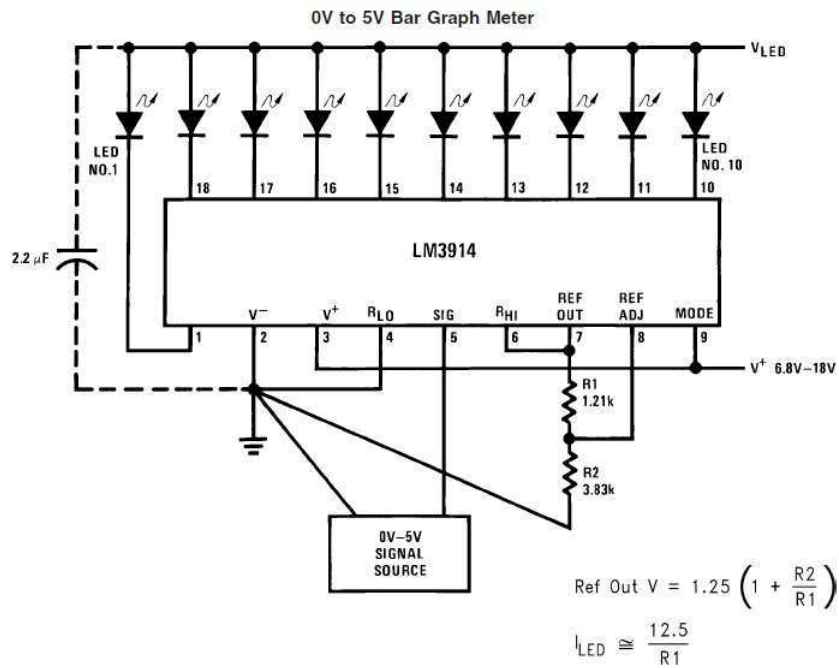 0V to 5V Bar Graph Meter
VLED
LED
NO.1
LED
NO. 10
18 17 16 15 14 13 12 11 10
2.2 μF
LM3914
V− V+ RLO SIG RHI REF OUT REF ADJ MODE
1 2 3 4 5 6 7 8 9
V+ 6.8V–18V
R1
1.21k
R2
3.83k
0V–5V
SIGNAL
SOURCE
Ref Out V = 1.25 (1 + R2/R1)
ILED ≅ 12.5/R1